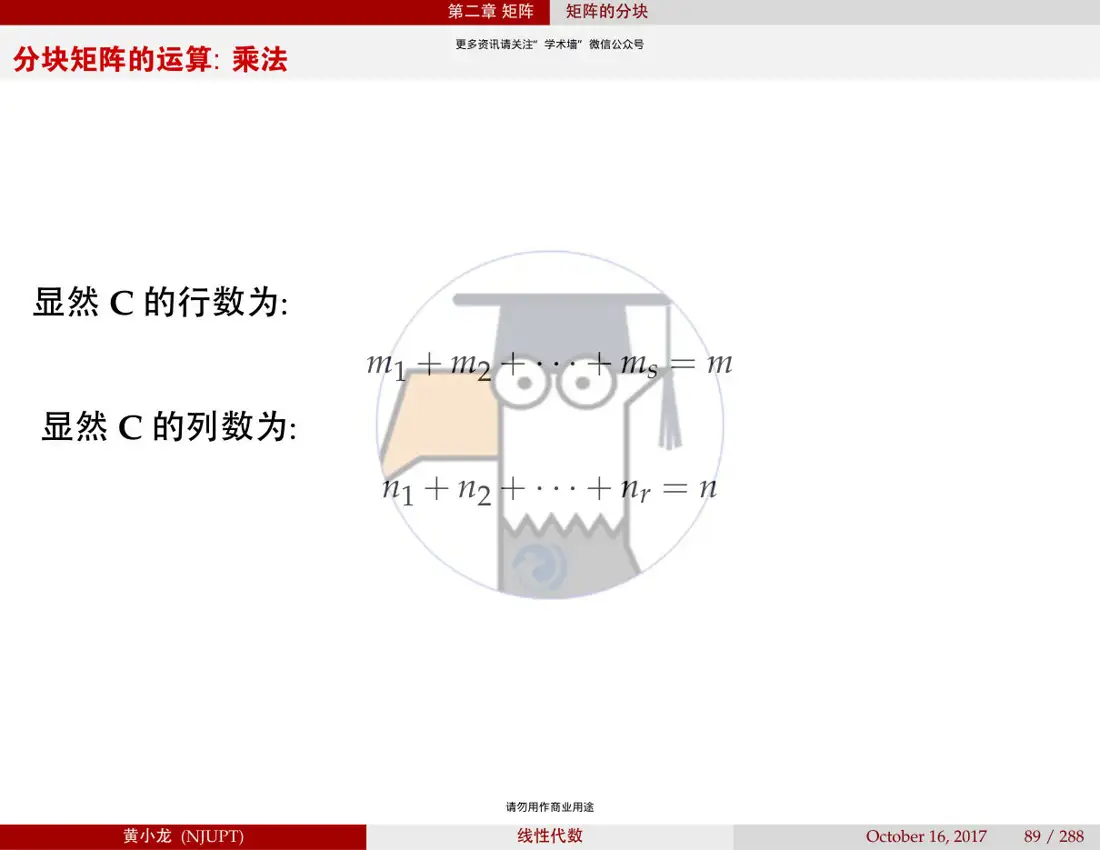 第二章 矩阵 矩阵的分块
更多资讯请关注“学术墙”微信公众号
分块矩阵的运算: 乘法
显然 C 的行数为:
m₁ + m₂ + · · · + mₛ = m
显然 C 的列数为:
n₁ + n₂ + · · · + nᵣ = n
请勿用作商业用途
黄小龙 (NJUPT) 线性代数 October 16, 2017 89 / 288